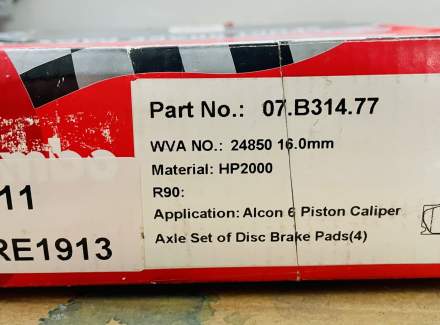 Part No.: 07.B314.77
WVA NO.: 24850 16.0mm
Material: HP2000
R90:
Application: Alcon 6 Piston Caliper
Axle Set of Disc Brake Pads(4)
11
RE1913